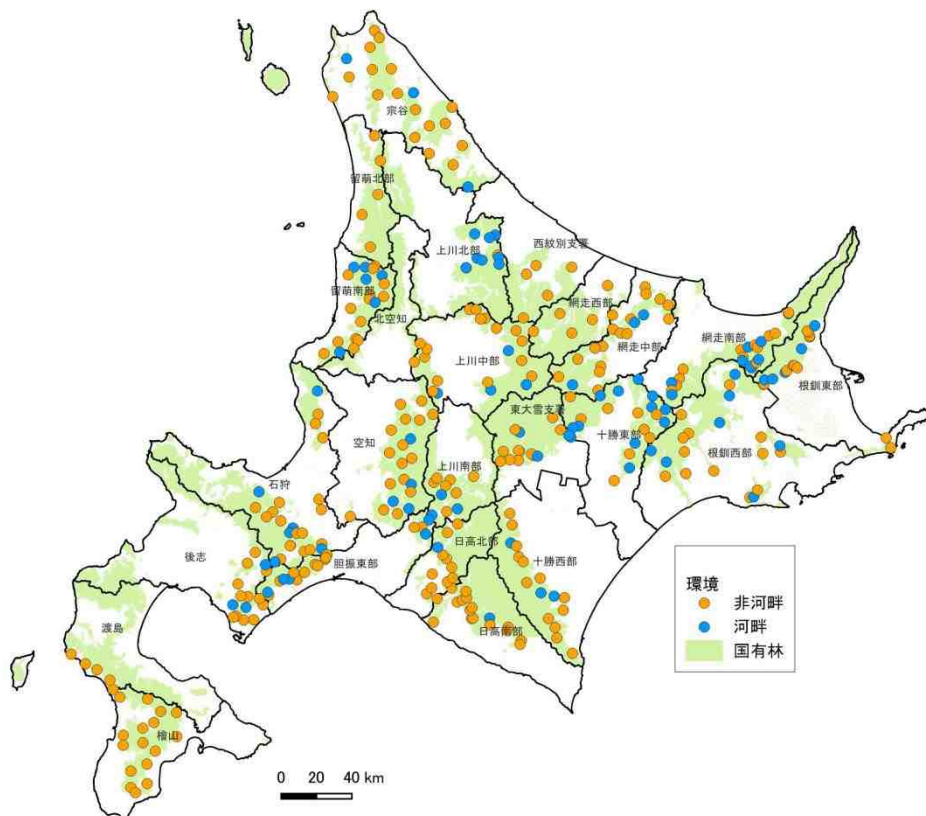 宗谷
留萌北部
上川北部
西紋別支署
留萌南部
網走西部
北空知
網走中部
網走南部
上川中部
根釧東部
東大雪支署
十勝東部
空知
根釧西部
上川南部
石狩
日高北部
後志
胆振東部
十勝西部
渡島
日高南部
檜山
環境
非河畔
河畔
国有林
0 20 40 km